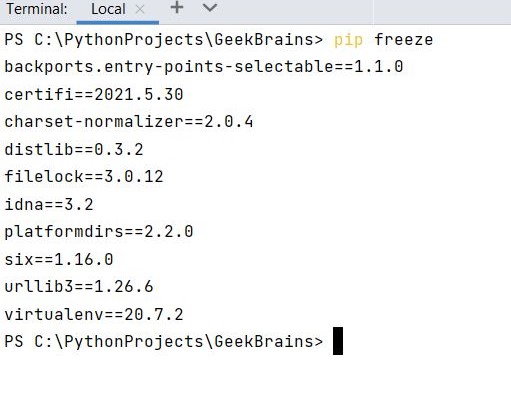 Terminal: Local
PS C:\PythonProjects\GeekBrains> pip freeze
backports.entry-points-selectable==1.1.0
certifi==2021.5.30
charset-normalizer==2.0.4
distlib==0.3.2
filelock==3.0.12
idna==3.2
platformdirs==2.2.0
six==1.16.0
urllib3==1.26.6
virtualenv==20.7.2
PS C:\PythonProjects\GeekBrains>